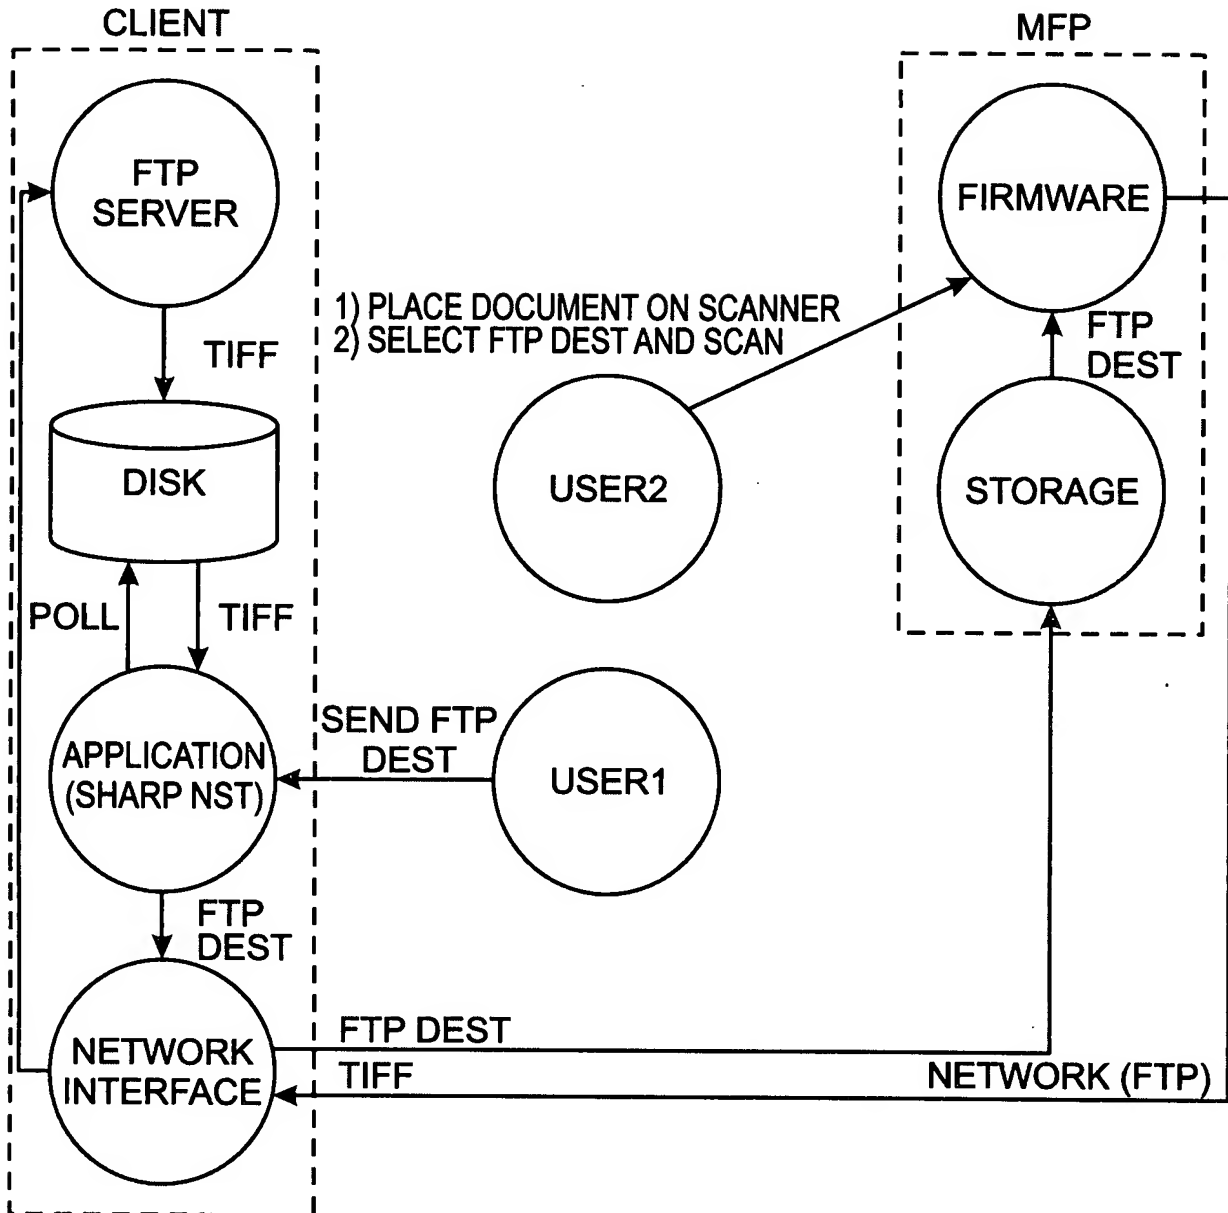 CLIENT
MFP
FTP
SERVER
FIRMWARE
1) PLACE DOCUMENT ON SCANNER
2) SELECT FTP DEST AND SCAN
TIFF
FTP
DEST
DISK
USER2
STORAGE
POLL
TIFF
SEND FTP
DEST
APPLICATION
(SHARP NST)
USER1
FTP
DEST
NETWORK
INTERFACE
FTP DEST
TIFF
NETWORK (FTP)